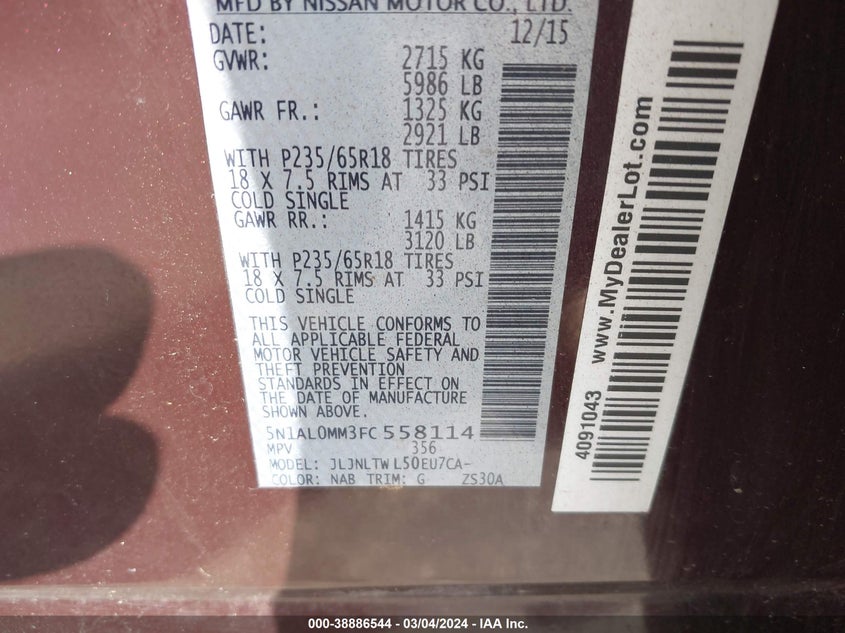 MFD BY NISSAN MOTOR CO., LTD.
DATE: 12/15
GVWR: 2715 KG
5986 LB
GAWR FR.: 1325 KG
2921 LB
WITH P235/65R18 TIRES
18 X 7.5 RIMS AT 33 PSI
COLD SINGLE
GAWR RR.: 1415 KG
3120 LB
WITH P235/65R18 TIRES
18 X 7.5 RIMS AT 33 PSI
COLD SINGLE
THIS VEHICLE CONFORMS TO
ALL APPLICABLE FEDERAL
MOTOR VEHICLE SAFETY AND
THEFT PREVENTION
STANDARDS IN EFFECT ON
THE DATE OF MANUFACTURE
SHOWN ABOVE.
5N1AL0MM3FC 558114
MPV 356
MODEL: JLJNLTW L50EU7CA-
COLOR: NAB TRIM: G ZS30A
www.MyDealerLot.com
4091043
000-38886544 - 03/04/2024 - IAA Inc.